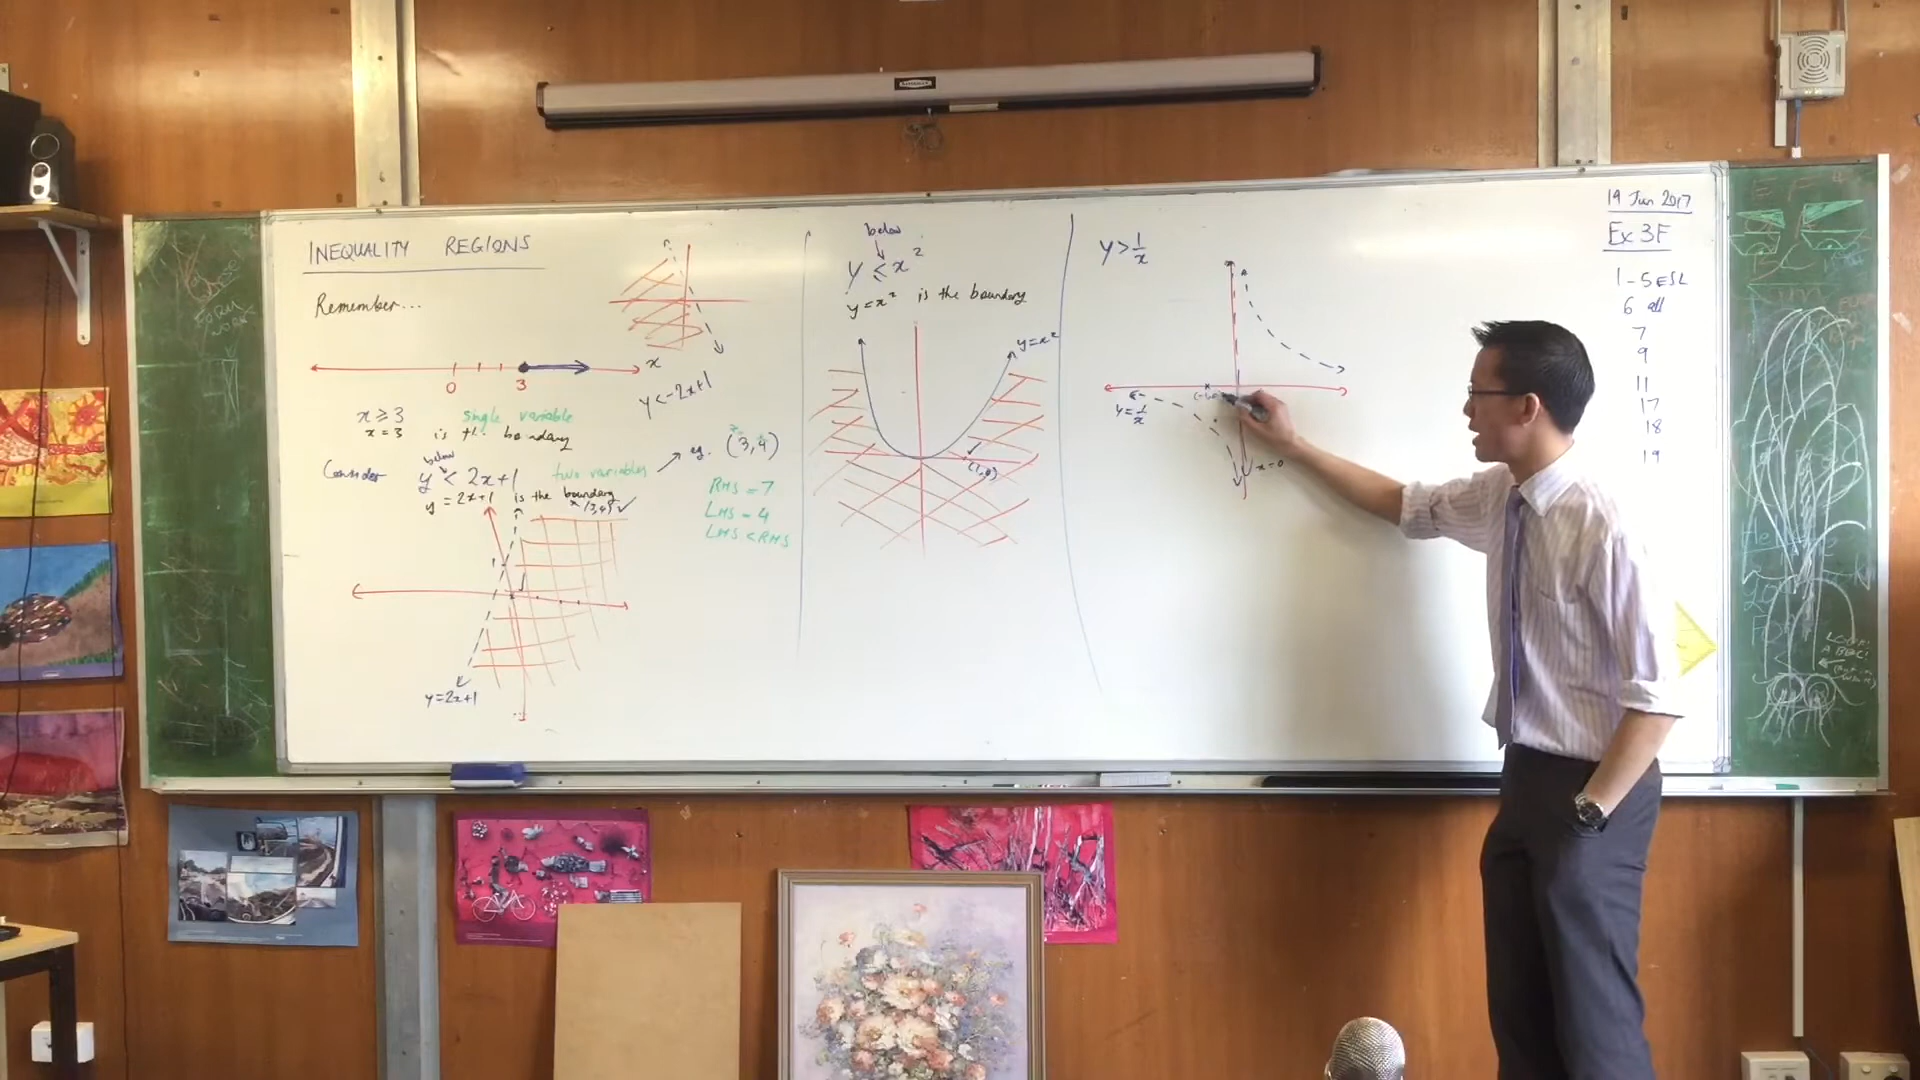 INEQUALITY REGIONS
Remember...
x
0
3
x ≥ 3
single variable
x = 3 is the boundary
Consider
below
y < 2x+1
two variables
eg. (3,4)
y = 2x+1 is the boundary
(3,4) ✓
RHS = 7
LHS = 4
LHS < RHS
y=2x+1
y<-2x+1
below
y ≤ x²
y=x² is the boundary
y=x²
(1,0)
y > 1/x
y=1/x
x=0
19 Jun 2017
Ex 3F
1-5 ESL
6 all
7
9
11
17
18
19